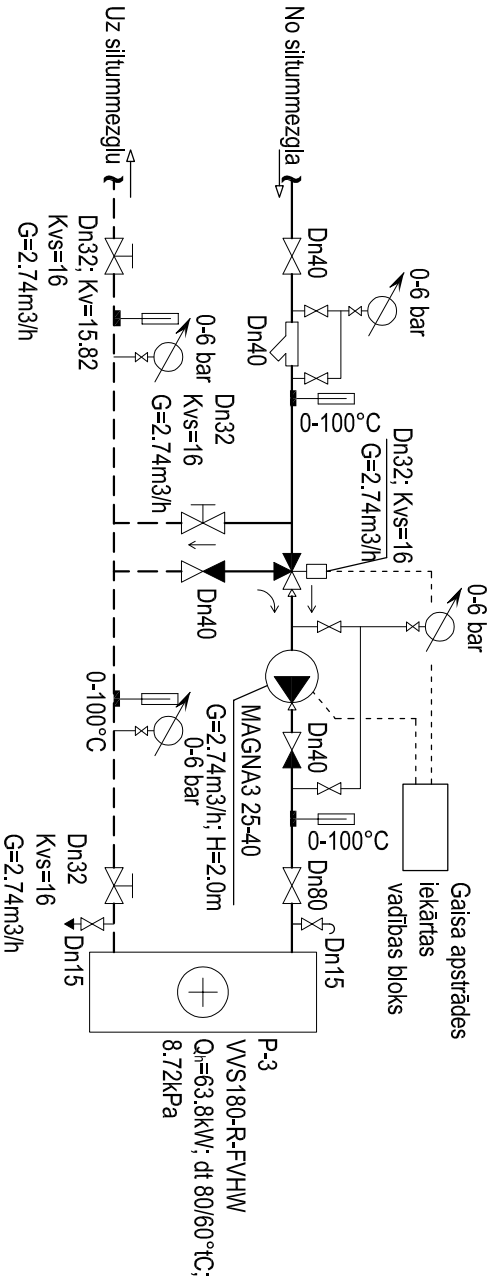 No siltummezgla
Uz siltummezglu
Dn40
0-6 bar
Dn40
0-100°C
Dn32; Kvs=16
G=2.74m3/h
0-6 bar
Dn40
MAGNA3 25-40
G=2.74m3/h; H=2.0m
0-100°C
Dn80
Dn15
Gaisa apstrādes
iekārtas
vadības bloks
Dn32; Kv=15.82
Kvs=16
G=2.74m3/h
0-6 bar
Dn32
Kvs=16
G=2.74m3/h
Dn40
0-100°C
0-6 bar
Dn32
Kvs=16
G=2.74m3/h
Dn15
P-3
VVS180-R-FVHW
Qh=63.8kW; dt 80/60°tC;
8.72kPa